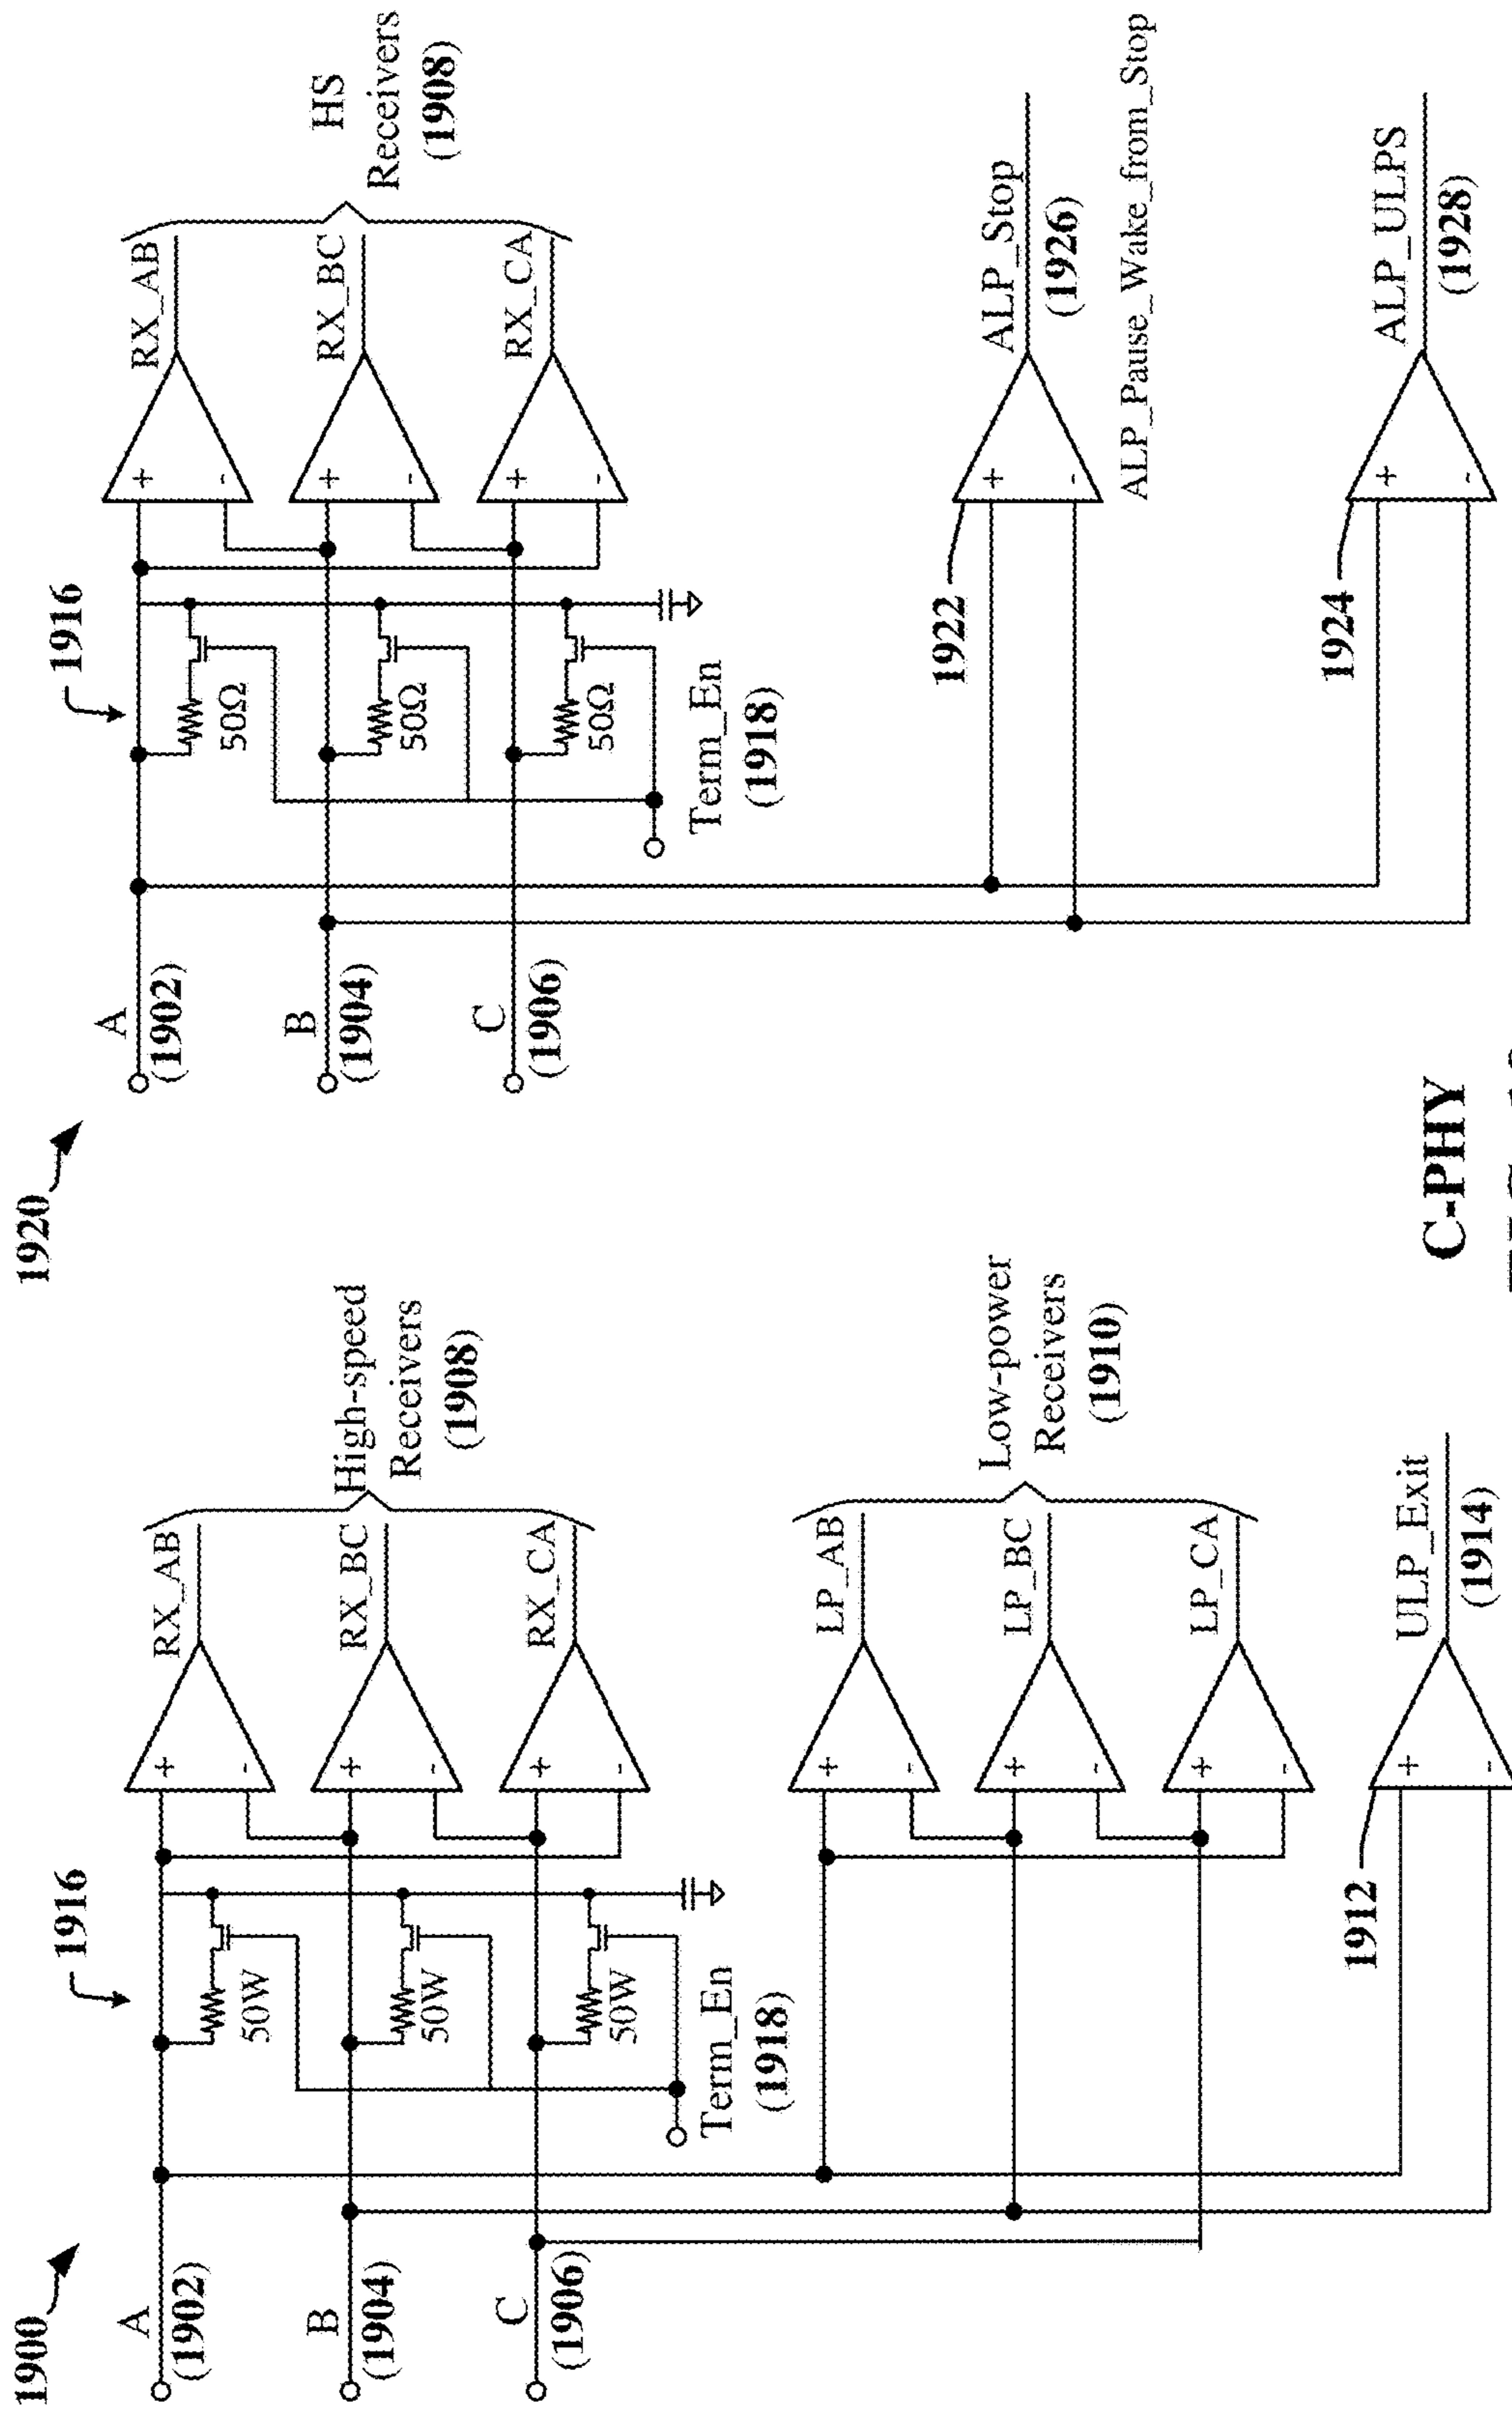 1900
A
(1902)
B
(1904)
C
(1906)
1916
50W
50W
50W
Term_En
(1918)
+
-
+
-
+
-
RX_AB
RX_BC
RX_CA
High-speed
Receivers
(1908)
+
-
+
-
+
-
LP_AB
LP_BC
LP_CA
Low-power
Receivers
(1910)
1912
+
-
ULP_Exit
(1914)
1920
A
(1902)
B
(1904)
C
(1906)
1916
50Ω
50Ω
50Ω
Term_En
(1918)
+
-
+
-
+
-
RX_AB
RX_BC
RX_CA
HS
Receivers
(1908)
1922
+
-
ALP_Stop
(1926)
ALP_Pause_Wake_from_Stop
1924
+
-
ALP_ULPS
(1928)
C-PHY